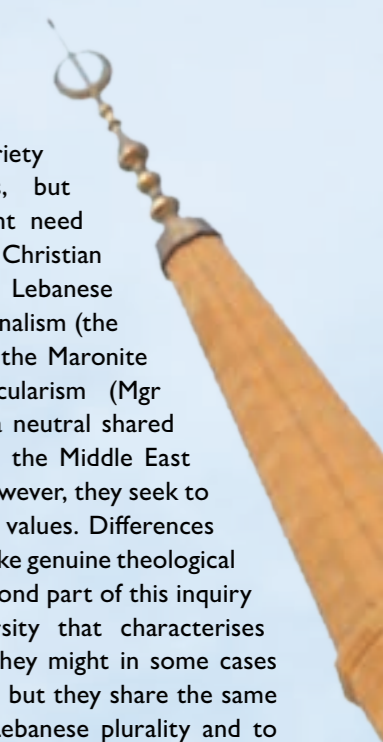 riety
s, but
nt need
Christian
Lebanese
nalism (the
the Maronite
cularism (Mgr
a neutral shared
the Middle East
wever, they seek to
values. Differences
ke genuine theological
ond part of this inquiry
rsity that characterises
hey might in some cases
but they share the same
ebanese plurality and to